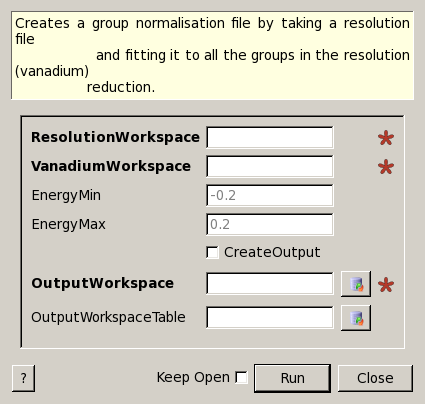 Creates a group normalisation file by taking a resolution
file
and fitting it to all the groups in the resolution
(vanadium)
reduction.
ResolutionWorkspace
VanadiumWorkspace
EnergyMin -0.2
EnergyMax 0.2
CreateOutput
OutputWorkspace
OutputWorkspaceTable
? Keep Open Run Close